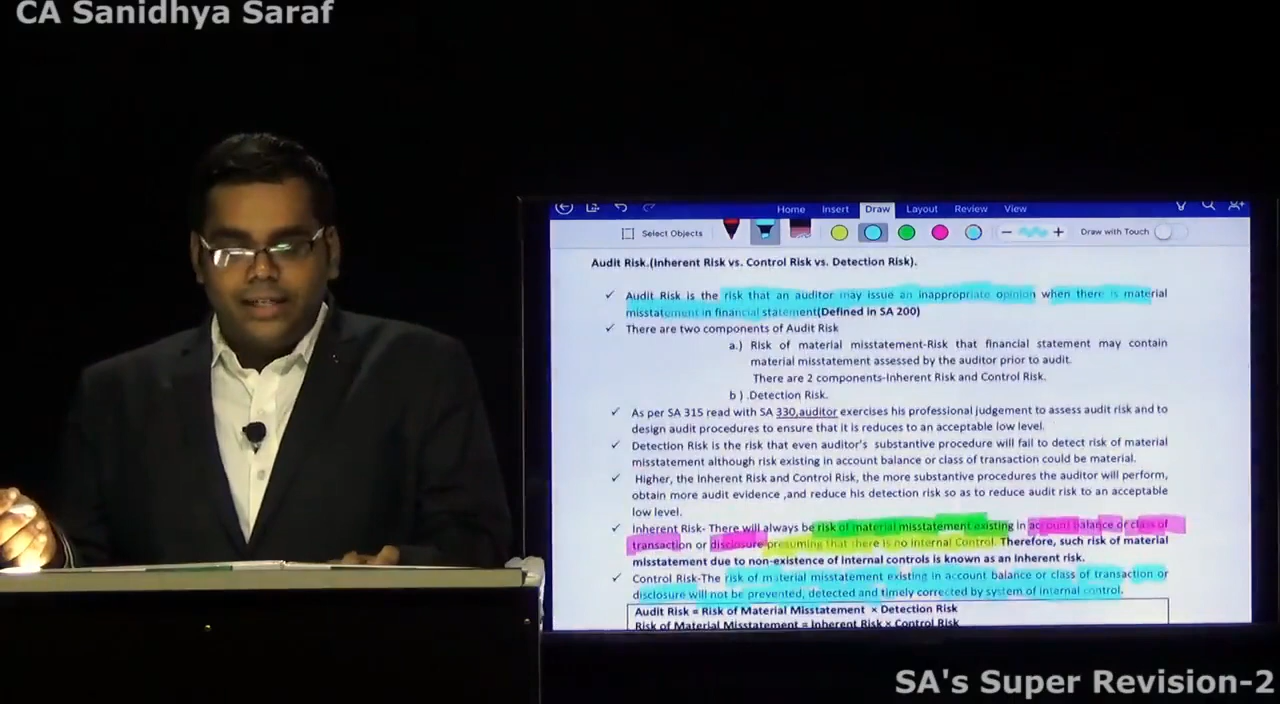 CA Sanidhya Saraf
Home Insert Draw Layout Review View
Select Objects
Draw with Touch
Audit Risk.(Inherent Risk vs. Control Risk vs. Detection Risk).
✓ Audit Risk is the risk that an auditor may issue an inappropriate opinion when there is material
misstatement in financial statement(Defined in SA 200)
✓ There are two components of Audit Risk
a.) Risk of material misstatement-Risk that financial statement may contain
material misstatement assessed by the auditor prior to audit.
There are 2 components-Inherent Risk and Control Risk.
b ) .Detection Risk.
✓ As per SA 315 read with SA 330,auditor exercises his professional judgement to assess audit risk and to
design audit procedures to ensure that it is reduces to an acceptable low level.
✓ Detection Risk is the risk that even auditor's substantive procedure will fail to detect risk of material
misstatement although risk existing in account balance or class of transaction could be material.
✓ Higher, the Inherent Risk and Control Risk, the more substantive procedures the auditor will perform,
obtain more audit evidence ,and reduce his detection risk so as to reduce audit risk to an acceptable
low level.
✓ Inherent Risk- There will always be risk of material misstatement existing in account balance or class of
transaction or disclosure presuming that there is no Internal Control. Therefore, such risk of material
misstatement due to non-existence of Internal controls is known as an Inherent risk.
✓ Control Risk-The risk of material misstatement existing in account balance or class of transaction or
disclosure will not be prevented, detected and timely corrected by system of internal control.
Audit Risk = Risk of Material Misstatement × Detection Risk
Risk of Material Misstatement = Inherent Risk × Control Risk
SA's Super Revision-2